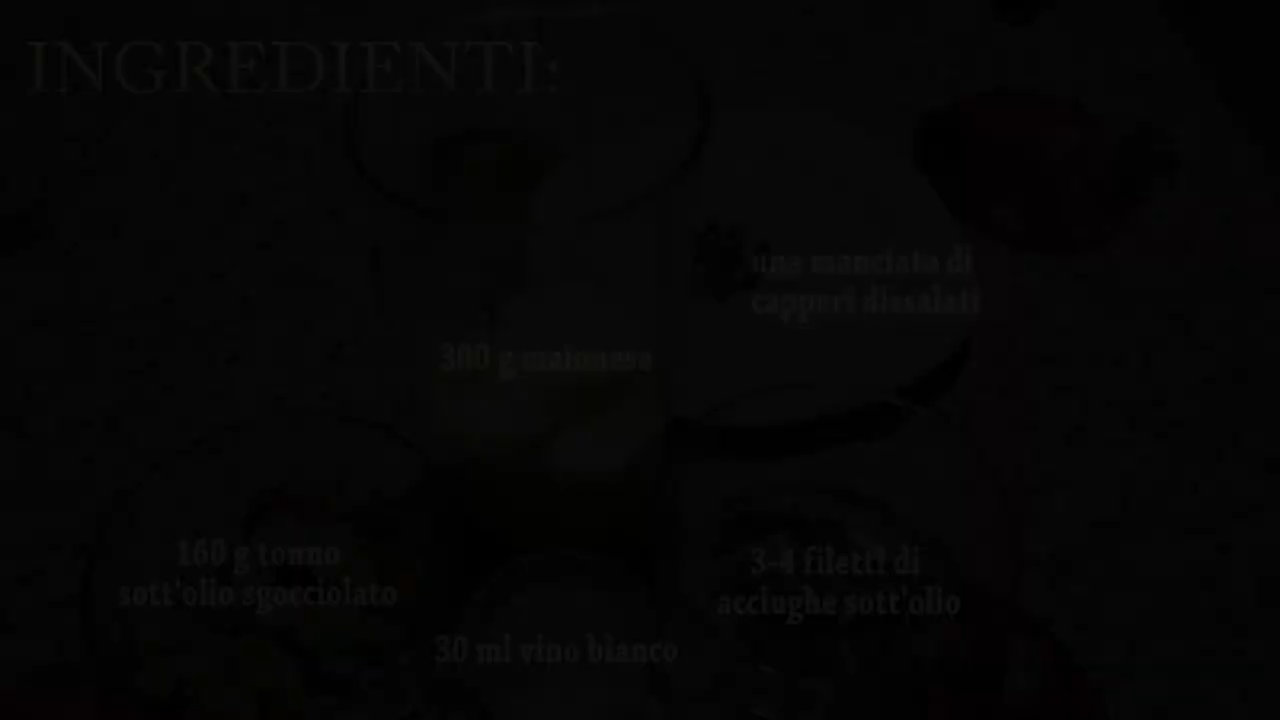 INGREDIENTI:
una manciata di
capperi dissalati
300 g maionese
160 g tonno
sott'olio sgocciolato
3-4 filetti di
acciughe sott'olio
30 ml vino bianco